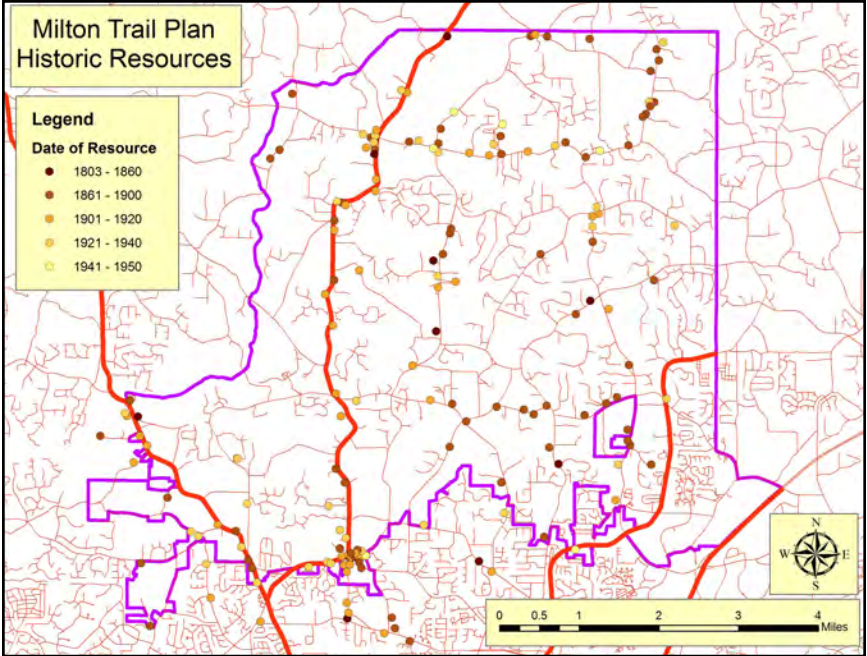 Milton Trail Plan
Historic Resources
Legend
Date of Resource
1803 - 1860
1861 - 1900
1901 - 1920
1921 - 1940
1941 - 1950
N
W E
S
0 0.5 1 2 3 4
Miles